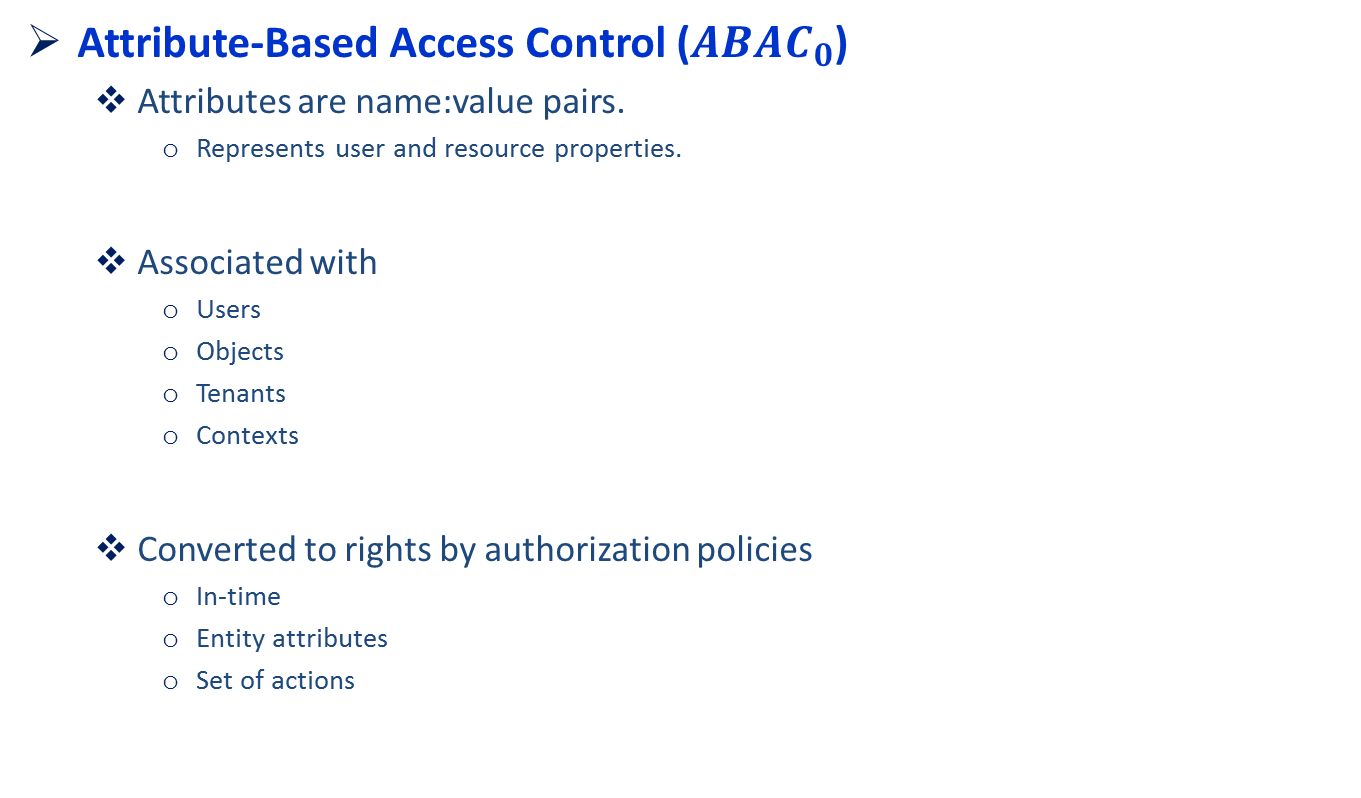 ➢ Attribute-Based Access Control (ABAC₀)
❖ Attributes are name:value pairs.
o Represents user and resource properties.
❖ Associated with
o Users
o Objects
o Tenants
o Contexts
❖ Converted to rights by authorization policies
o In-time
o Entity attributes
o Set of actions